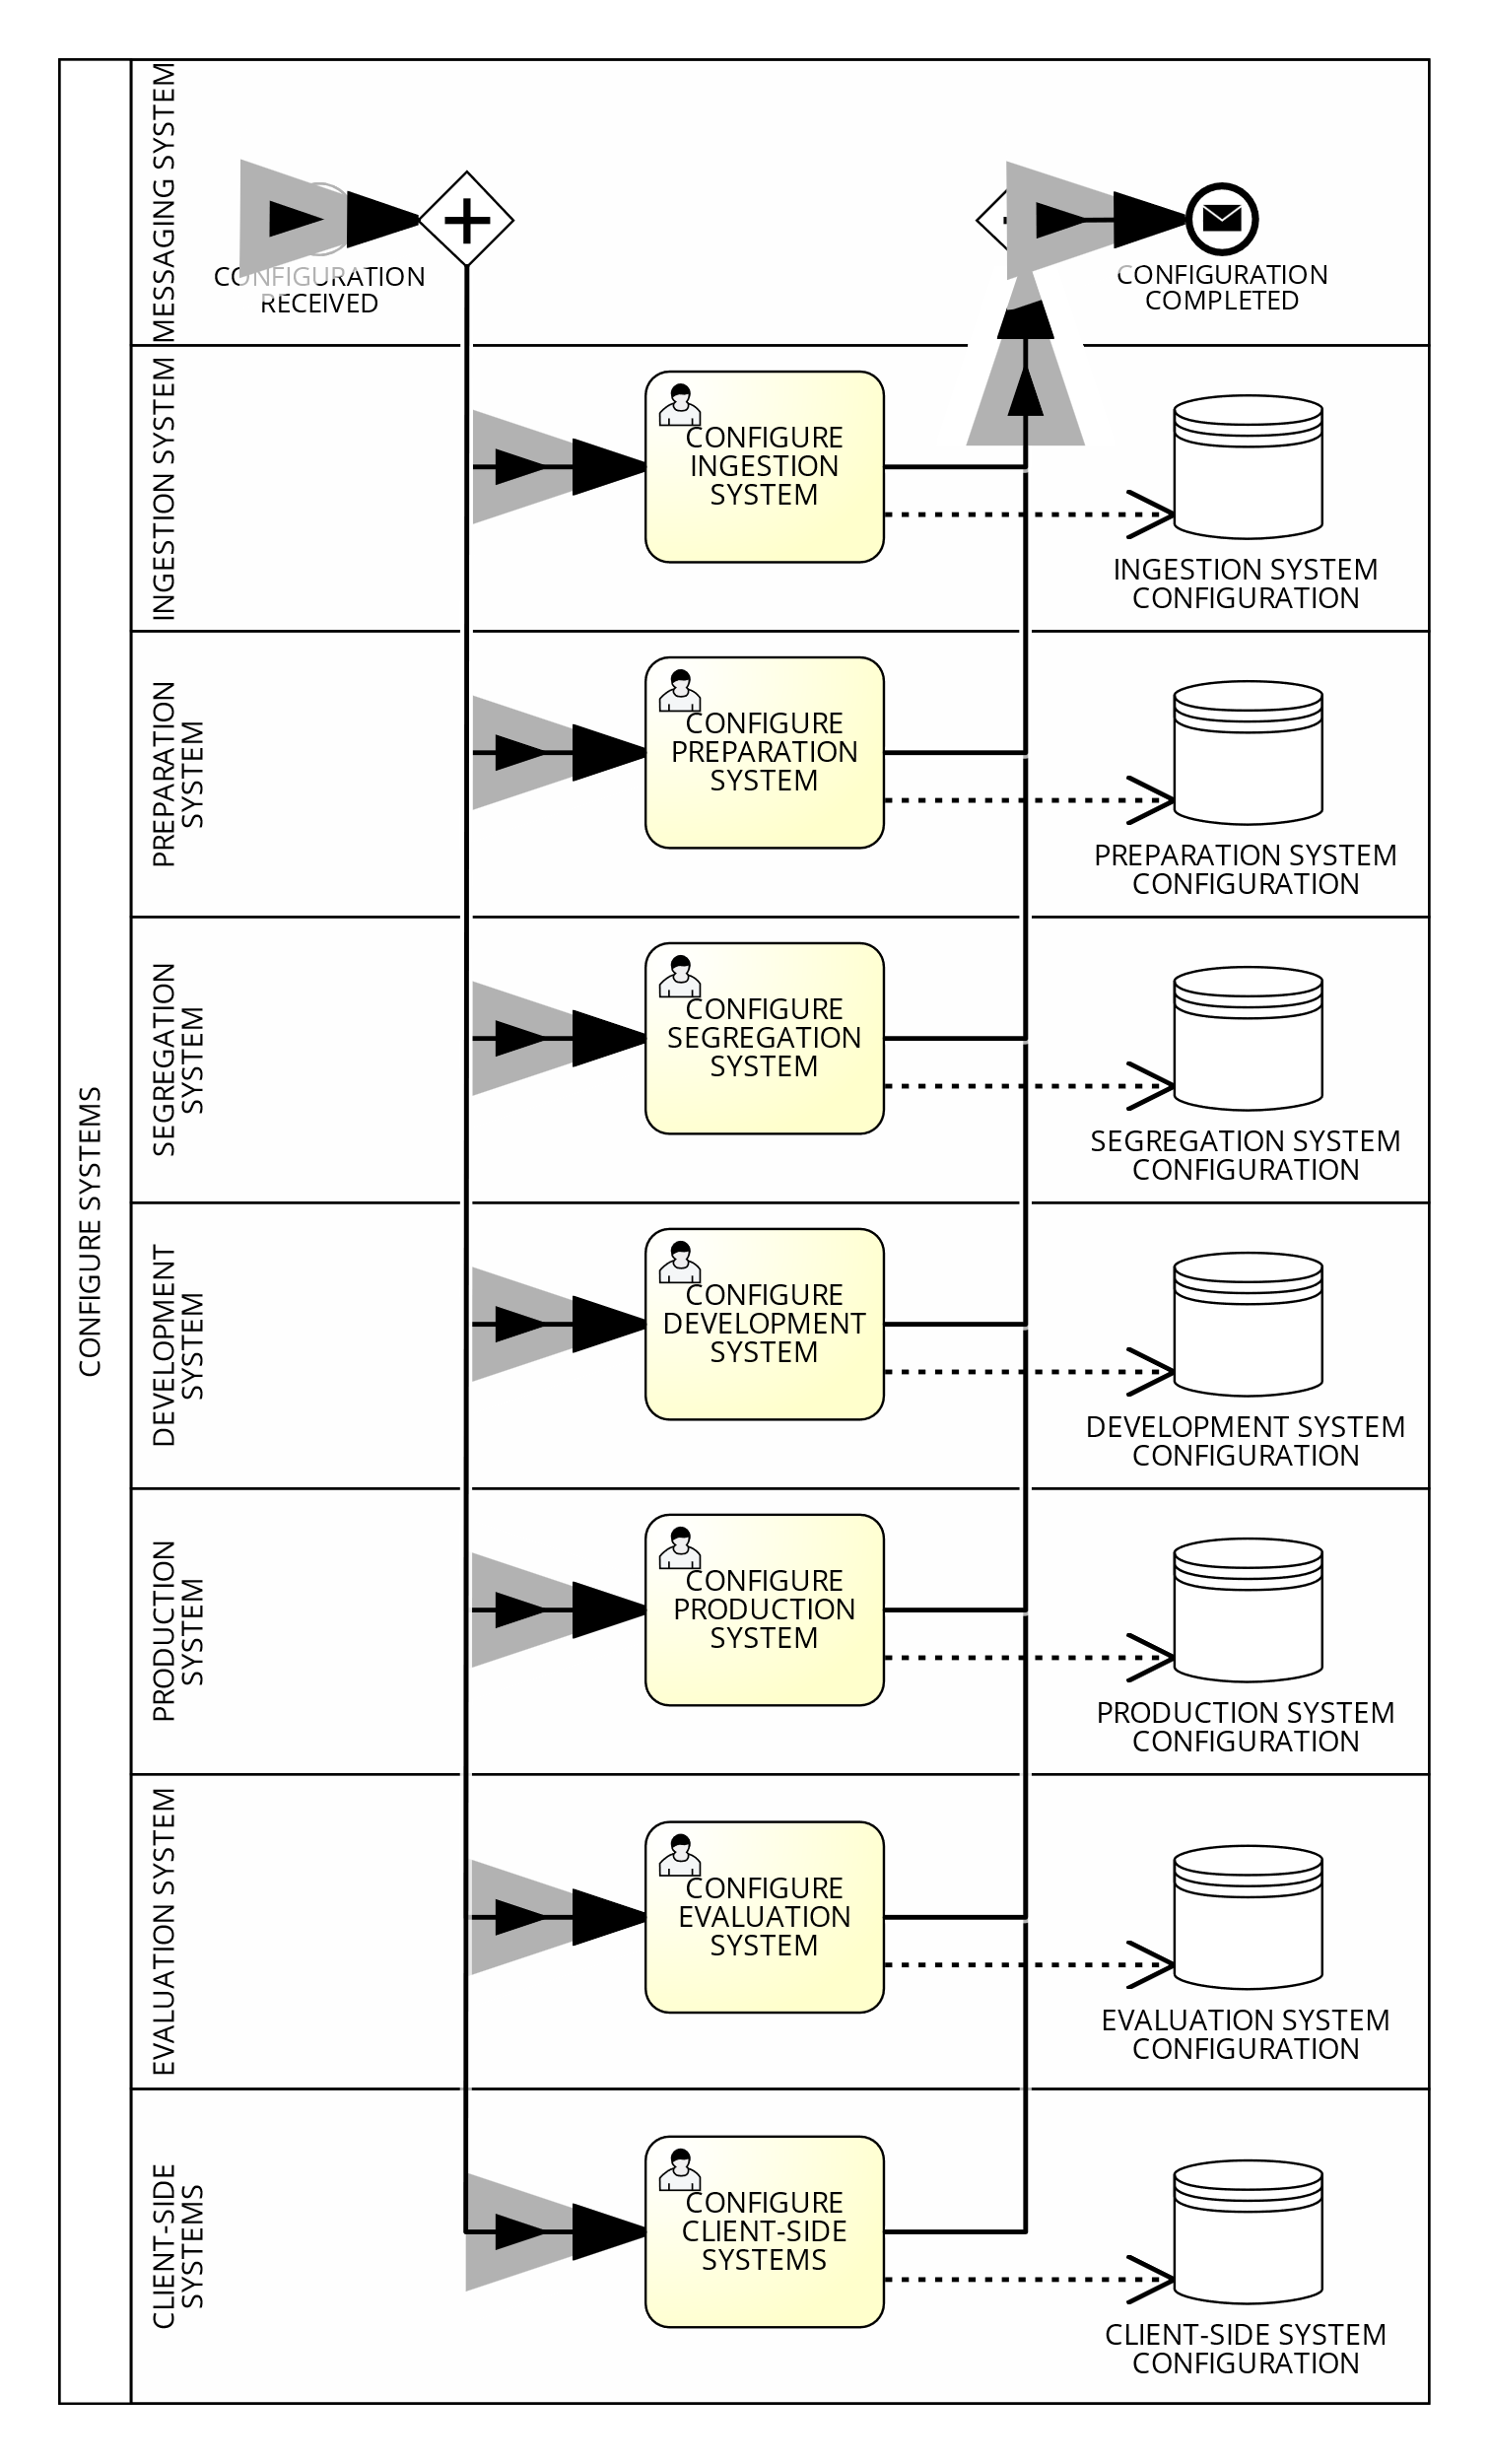 CONFIGURE SYSTEMS
MESSAGING SYSTEM
CONFIGURATION
RECEIVED
CONFIGURATION
COMPLETED
INGESTION SYSTEM
CONFIGURE
INGESTION
SYSTEM
INGESTION SYSTEM
CONFIGURATION
PREPARATION
SYSTEM
CONFIGURE
PREPARATION
SYSTEM
PREPARATION SYSTEM
CONFIGURATION
SEGREGATION
SYSTEM
CONFIGURE
SEGREGATION
SYSTEM
SEGREGATION SYSTEM
CONFIGURATION
DEVELOPMENT
SYSTEM
CONFIGURE
DEVELOPMENT
SYSTEM
DEVELOPMENT SYSTEM
CONFIGURATION
PRODUCTION
SYSTEM
CONFIGURE
PRODUCTION
SYSTEM
PRODUCTION SYSTEM
CONFIGURATION
EVALUATION SYSTEM
CONFIGURE
EVALUATION
SYSTEM
EVALUATION SYSTEM
CONFIGURATION
CLIENT-SIDE
SYSTEMS
CONFIGURE
CLIENT-SIDE
SYSTEMS
CLIENT-SIDE SYSTEM
CONFIGURATION